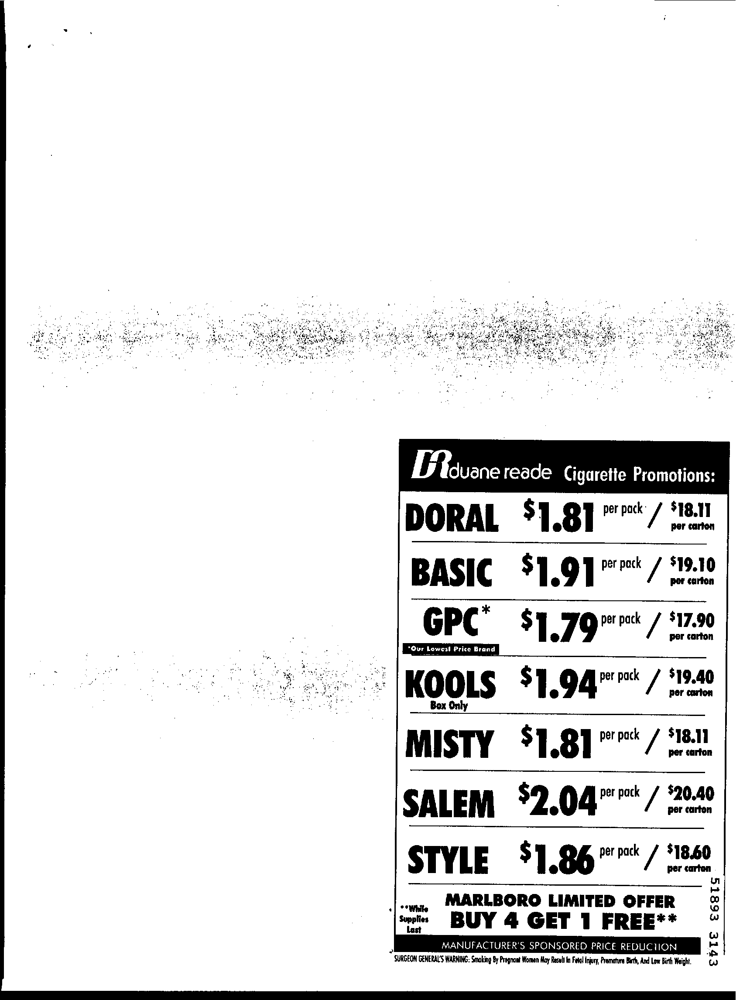 DR duane reade Cigarette Promotions:
DORAL $1.81 per pack / $18.11 per carton
BASIC $1.91 per pack / $19.10 per carton
GPC* $1.79 per pack / $17.90 per carton
*Our Lowest Price Brand
KOOLS $1.94 per pack / $19.40 per carton
Box Only
MISTY $1.81 per pack / $18.11 per carton
SALEM $2.04 per pack / $20.40 per carton
STYLE $1.86 per pack / $18.60 per carton
**While Supplies Last
MARLBORO LIMITED OFFER
BUY 4 GET 1 FREE**
MANUFACTURER'S SPONSORED PRICE REDUCTION
SURGEON GENERAL'S WARNING: Smoking By Pregnant Women May Result In Fetal Injury, Premature Birth, And Low Birth Weight.
51893 3143